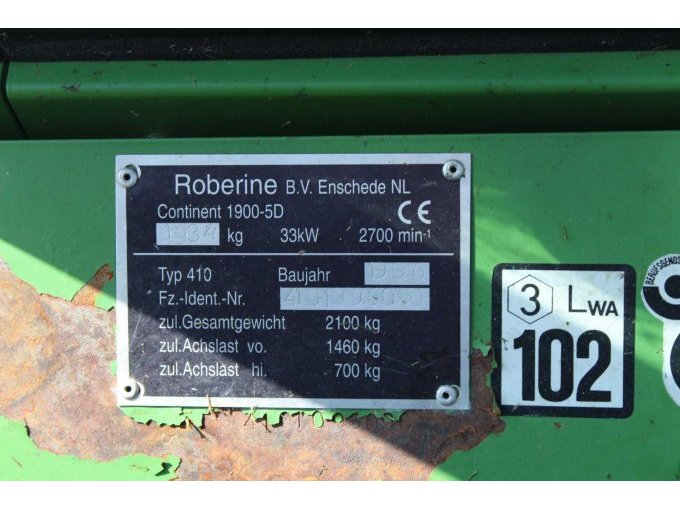 Roberine B.V. Enschede NL
Continent 1900-5D
CE
1934 kg 33kW 2700 min-1
Typ 410 Baujahr
Fz.-Ident.-Nr.
zul.Gesamtgewicht 2100 kg
zul.Achslast vo. 1460 kg
zul.Achslast hi. 700 kg
3 LWA
102